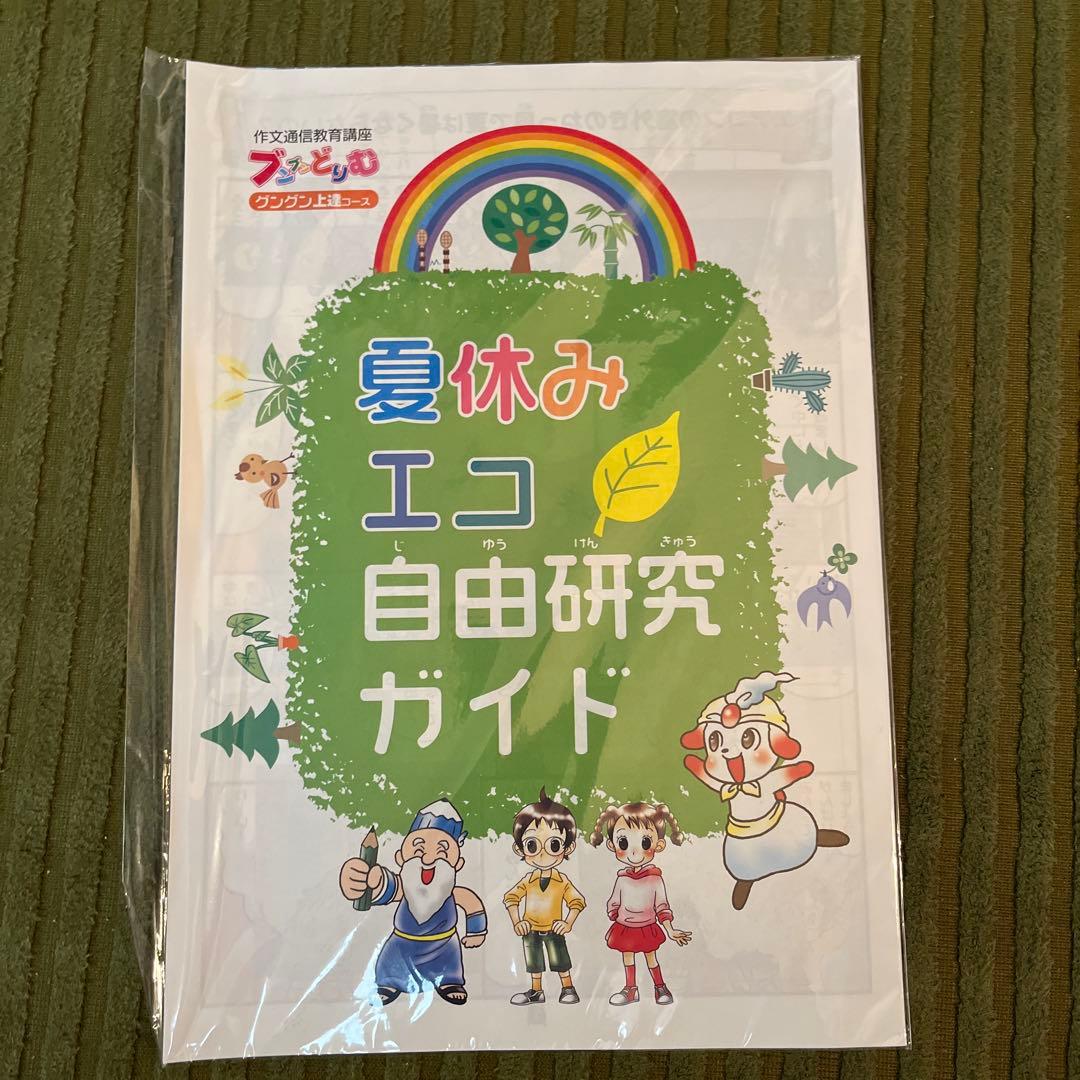 作文通信教育講座
ブンブンどりむ
グングン上達コース
夏休み
エコ
じ ゆう けん きゅう
自由研究
ガイド